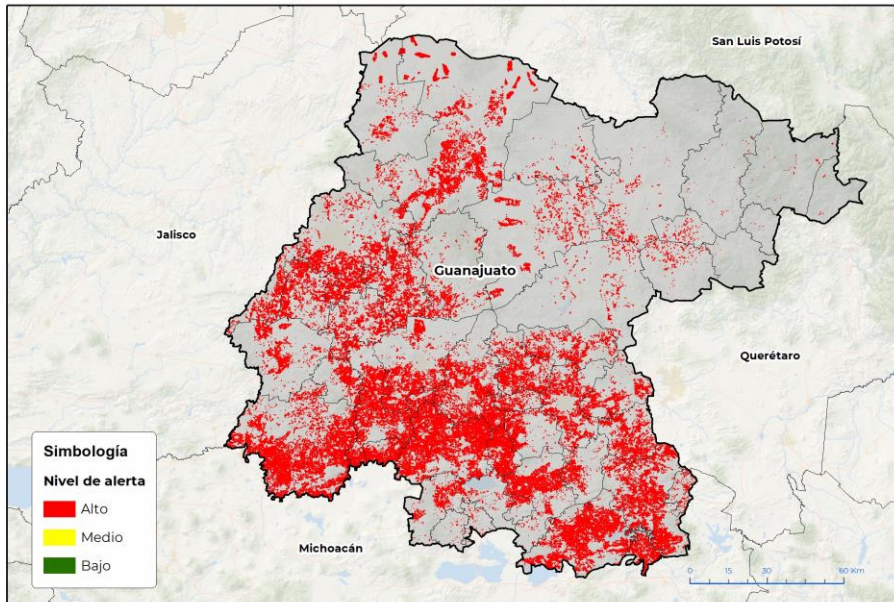 San Luis Potosí
Jalisco
Guanajuato
Querétaro
Simbología
Nivel de alerta
Alto
Medio
Bajo
Michoacán
0 15 30 60 Km